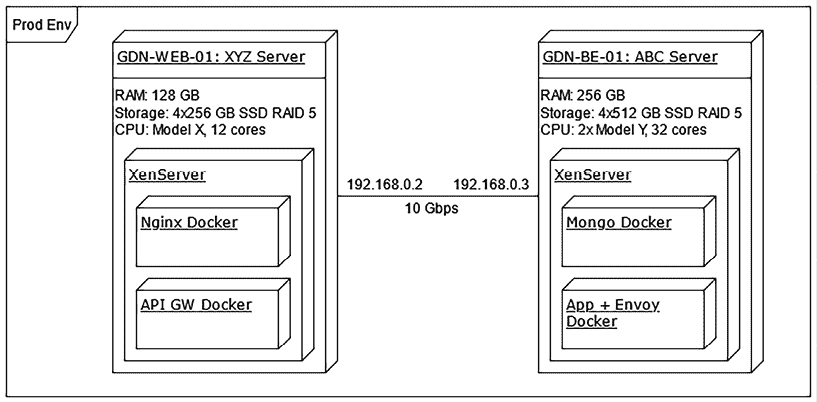 Prod Env
GDN-WEB-01: XYZ Server
RAM: 128 GB
Storage: 4x256 GB SSD RAID 5
CPU: Model X, 12 cores
XenServer
Nginx Docker
API GW Docker
192.168.0.2
192.168.0.3
10 Gbps
GDN-BE-01: ABC Server
RAM: 256 GB
Storage: 4x512 GB SSD RAID 5
CPU: 2x Model Y, 32 cores
XenServer
Mongo Docker
App + Envoy
Docker